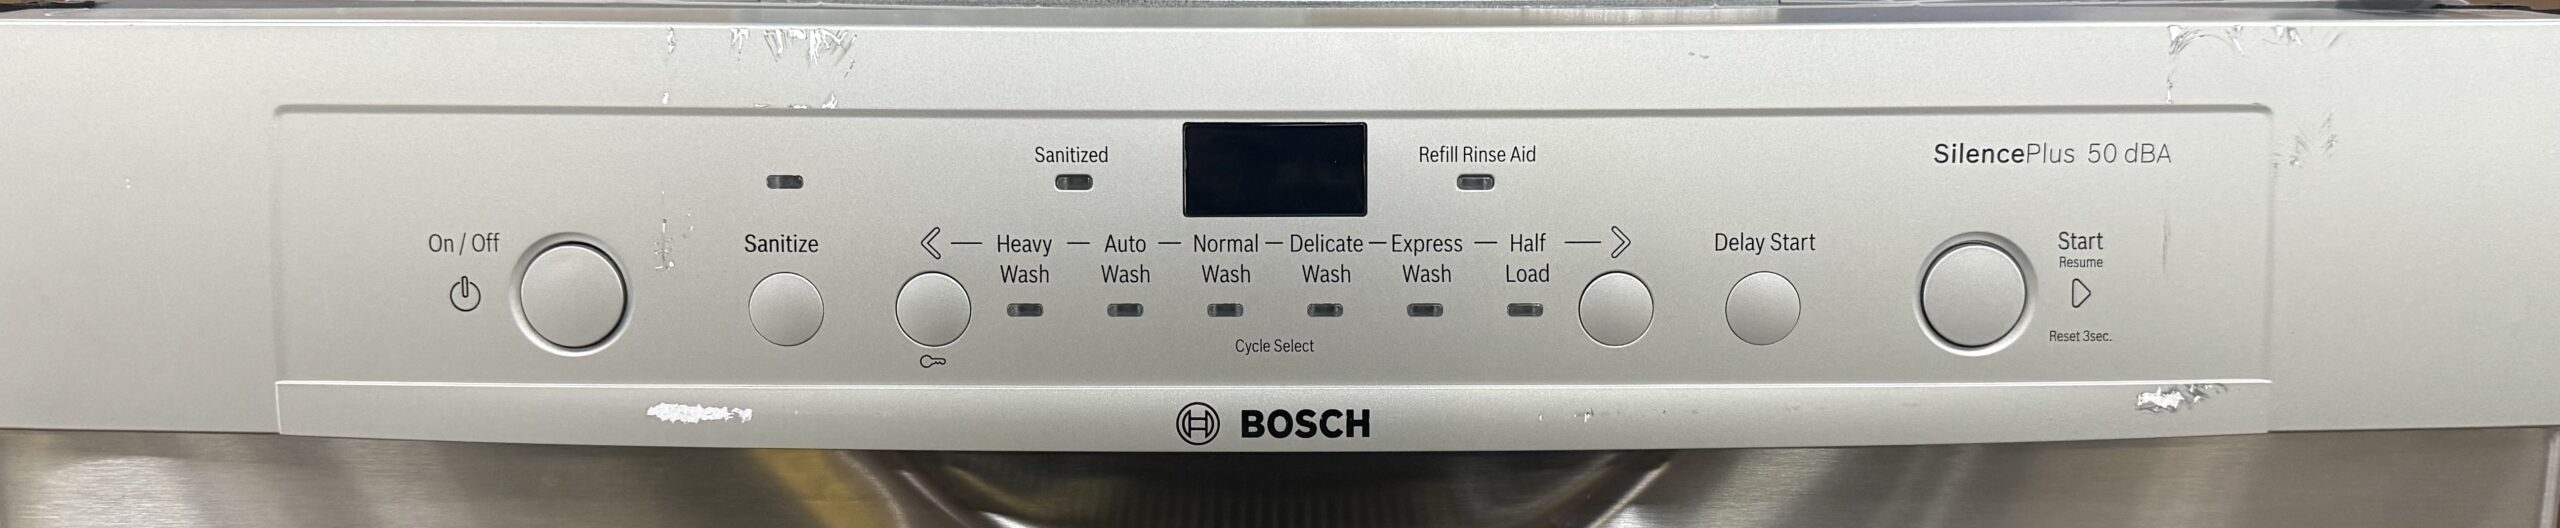 Sanitized
Refill Rinse Aid
SilencePlus 50 dBA
On / Off
Sanitize
Heavy Wash
Auto Wash
Normal Wash
Delicate Wash
Express Wash
Half Load
Delay Start
Start
Resume
Reset 3sec.
Cycle Select
BOSCH